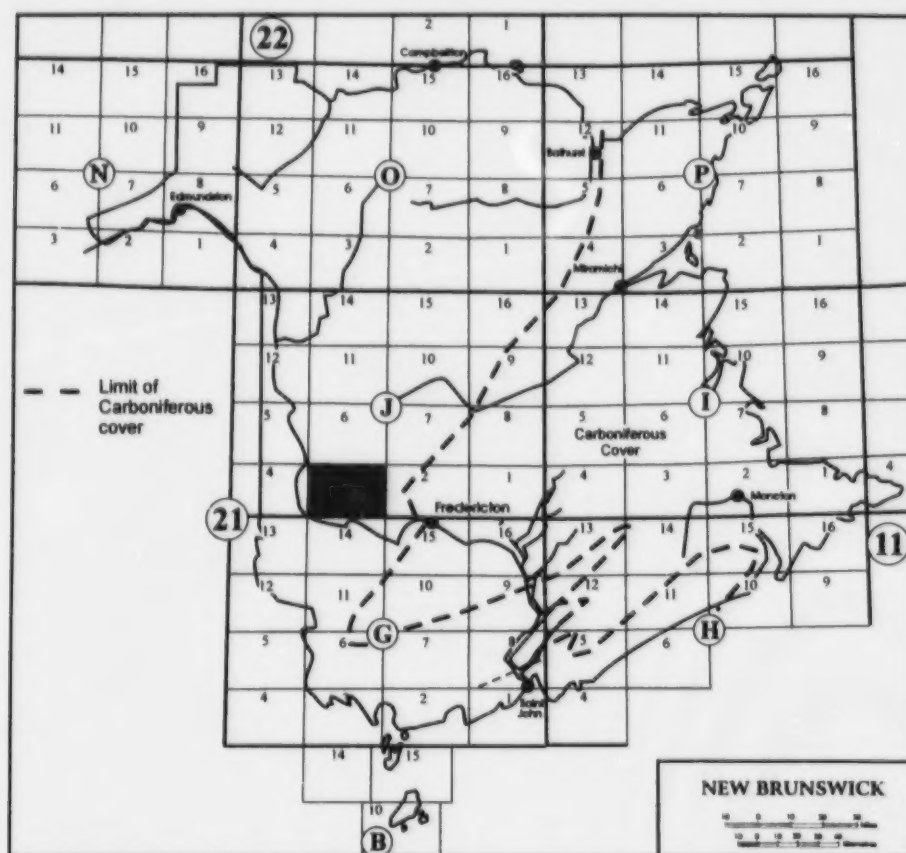 22
2 1
Campbellton
14 15 16 13 14 15 16 13 14 15 16
11 10 9 12 11 10 9 12 11 10
Bathurst
N O P
6 7 8 5 6 7 8 5 6 7 8
Edmundston
3 2 1 4 3 2 1 4 3 2 1
Miramichi
13 14 15 16 13 14 15 16
12 11 10 9 12 11 10 9
Limit of
Carboniferous
cover
J I
5 6 7 8 5 6 7 8
Carboniferous
Cover
4 2 1 4 3 2 1 4
Moncton
Fredericton
21 11
13 14 15 16 13 14 15 16
12 11 10 9 12 11 10 9
G H
5 6 7 8 5 6
4 3 2 1 4
Saint
John
14 15
10
B
NEW BRUNSWICK